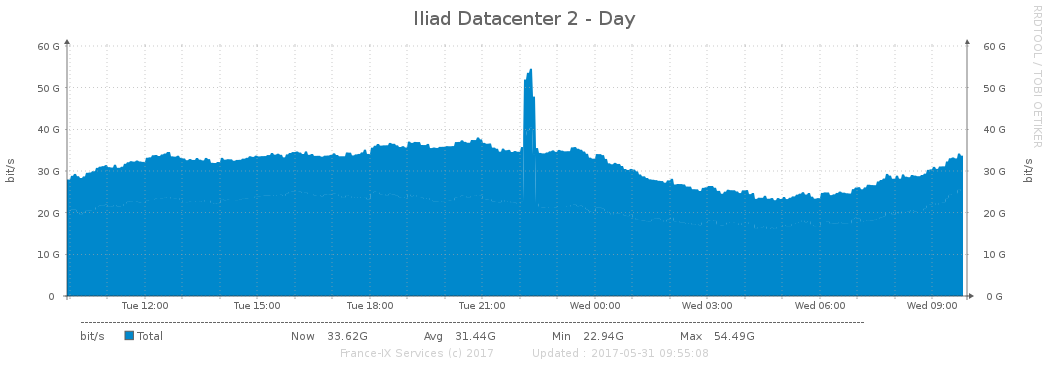 Iliad Datacenter 2 - Day
RRDTOOL / TOBI OETIKER
bit/s
bit/s
60 G
50 G
40 G
30 G
20 G
10 G
0
60 G
50 G
40 G
30 G
20 G
10 G
0 G
Tue 12:00 Tue 15:00 Tue 18:00 Tue 21:00 Wed 00:00 Wed 03:00 Wed 06:00 Wed 09:00
bit/s Total Now 33.62G Avg 31.44G Min 22.94G Max 54.49G
France-IX Services (c) 2017 Updated : 2017-05-31 09:55:08